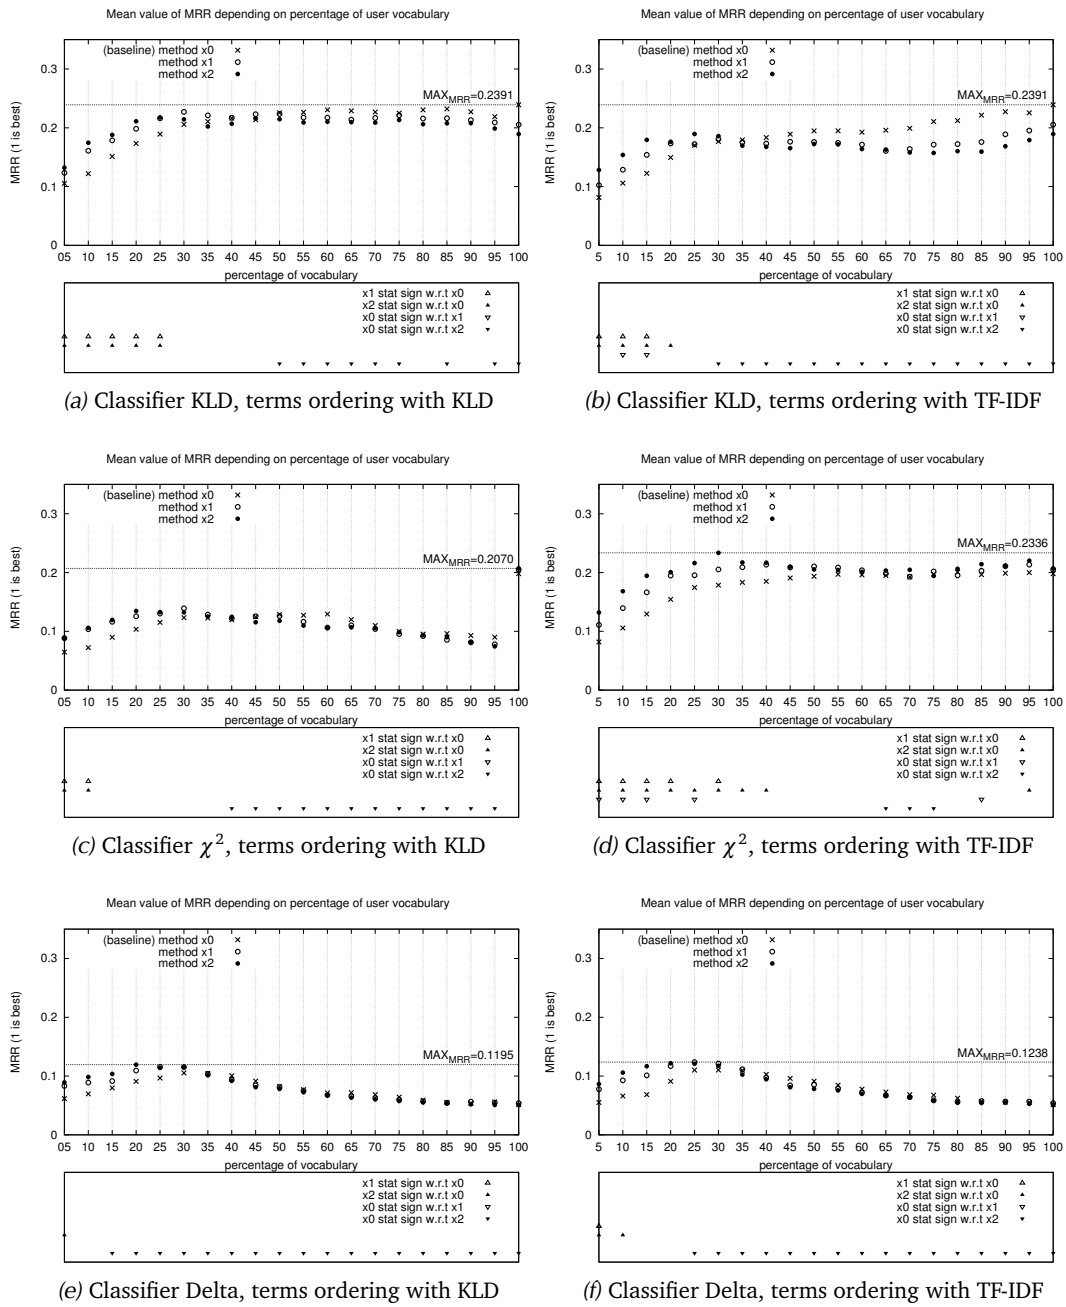 Mean value of MRR depending on percentage of user vocabulary
(baseline) method x0
method x1
method x2
0.3
0.2
0.1
0
MRR (1 is best)
MAX_MRR=0.2391
05 10 15 20 25 30 35 40 45 50 55 60 65 70 75 80 85 90 95 100
percentage of vocabulary
x1 stat sign w.r.t x0
x2 stat sign w.r.t x0
x0 stat sign w.r.t x1
x0 stat sign w.r.t x2
(a) Classifier KLD, terms ordering with KLD
Mean value of MRR depending on percentage of user vocabulary
(baseline) method x0
method x1
method x2
0.3
0.2
0.1
0
MRR (1 is best)
MAX_MRR=0.2391
5 10 15 20 25 30 35 40 45 50 55 60 65 70 75 80 85 90 95 100
percentage of vocabulary
x1 stat sign w.r.t x0
x2 stat sign w.r.t x0
x0 stat sign w.r.t x1
x0 stat sign w.r.t x2
(b) Classifier KLD, terms ordering with TF-IDF
Mean value of MRR depending on percentage of user vocabulary
(baseline) method x0
method x1
method x2
0.3
0.2
0.1
0
MRR (1 is best)
MAX_MRR=0.2070
05 10 15 20 25 30 35 40 45 50 55 60 65 70 75 80 85 90 95 100
percentage of vocabulary
x1 stat sign w.r.t x0
x2 stat sign w.r.t x0
x0 stat sign w.r.t x1
x0 stat sign w.r.t x2
(c) Classifier χ², terms ordering with KLD
Mean value of MRR depending on percentage of user vocabulary
(baseline) method x0
method x1
method x2
0.3
0.2
0.1
0
MRR (1 is best)
MAX_MRR=0.2336
5 10 15 20 25 30 35 40 45 50 55 60 65 70 75 80 85 90 95 100
percentage of vocabulary
x1 stat sign w.r.t x0
x2 stat sign w.r.t x0
x0 stat sign w.r.t x1
x0 stat sign w.r.t x2
(d) Classifier χ², terms ordering with TF-IDF
Mean value of MRR depending on percentage of user vocabulary
(baseline) method x0
method x1
method x2
0.3
0.2
0.1
0
MRR (1 is best)
MAX_MRR=0.1195
05 10 15 20 25 30 35 40 45 50 55 60 65 70 75 80 85 90 95 100
percentage of vocabulary
x1 stat sign w.r.t x0
x2 stat sign w.r.t x0
x0 stat sign w.r.t x1
x0 stat sign w.r.t x2
(e) Classifier Delta, terms ordering with KLD
Mean value of MRR depending on percentage of user vocabulary
(baseline) method x0
method x1
method x2
0.3
0.2
0.1
0
MRR (1 is best)
MAX_MRR=0.1238
5 10 15 20 25 30 35 40 45 50 55 60 65 70 75 80 85 90 95 100
percentage of vocabulary
x1 stat sign w.r.t x0
x2 stat sign w.r.t x0
x0 stat sign w.r.t x1
x0 stat sign w.r.t x2
(f) Classifier Delta, terms ordering with TF-IDF